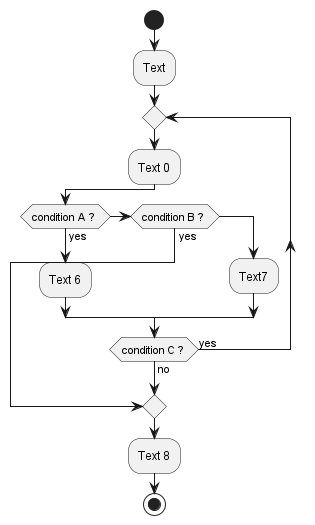 Text
Text 0
condition A ?
condition B ?
yes
yes
Text 6
Text7
condition C ?
yes
no
Text 8